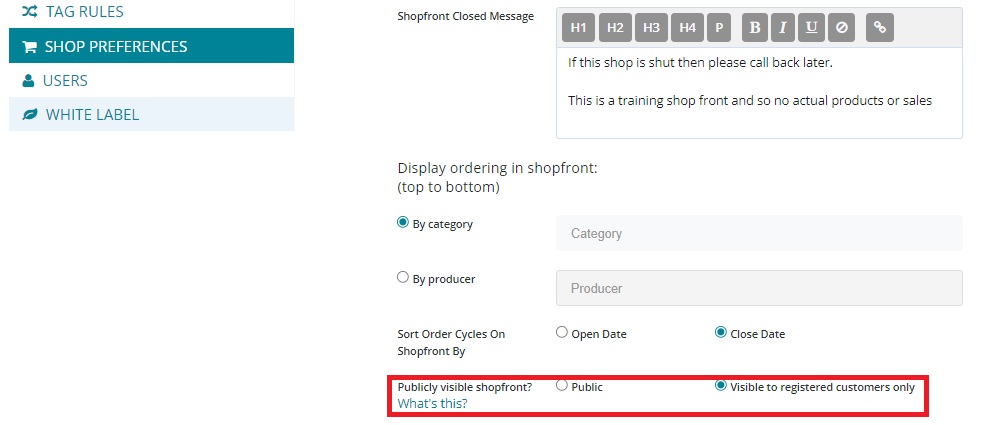 TAG RULES
SHOP PREFERENCES
USERS
WHITE LABEL
Shopfront Closed Message
H1 H2 H3 H4 P B I U
If this shop is shut then please call back later.
This is a training shop front and so no actual products or sales
Display ordering in shopfront:
(top to bottom)
By category
Category
By producer
Producer
Sort Order Cycles On
Shopfront By
Open Date
Close Date
Publicly visible shopfront?
What's this?
Public
Visible to registered customers only